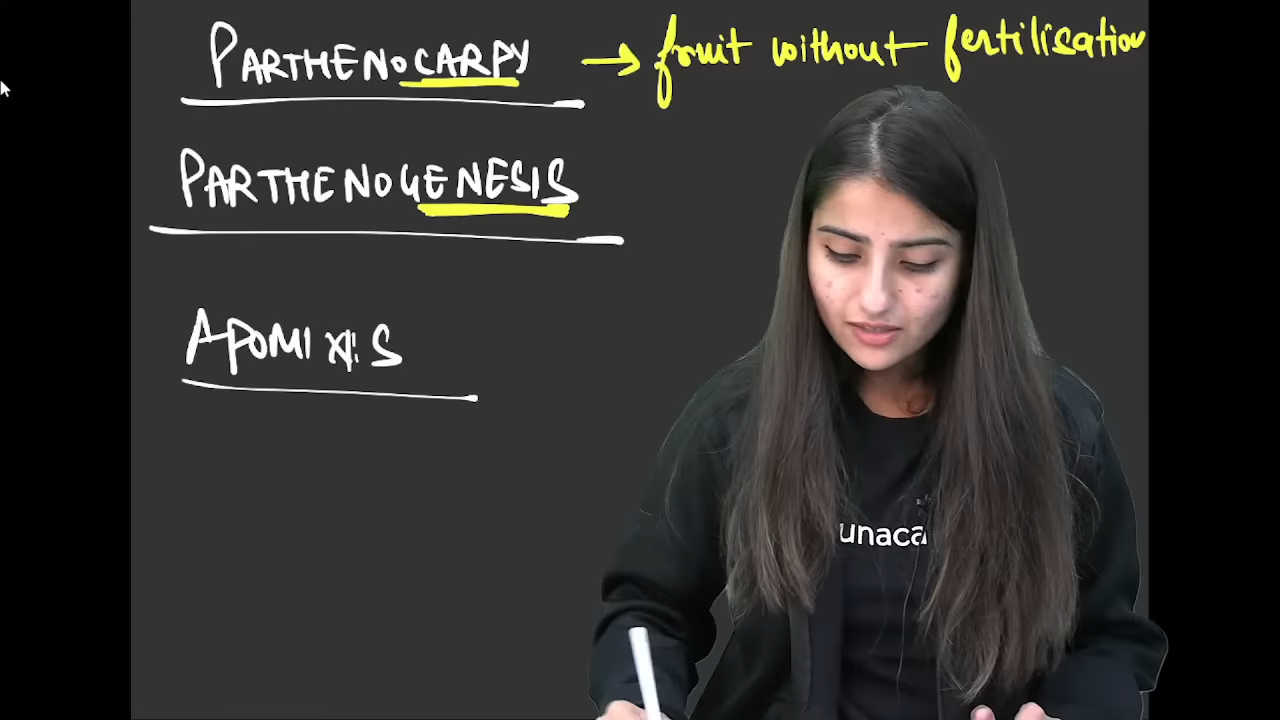 PARTHENOCARPY → fruit without fertilisation
PARTHENOGENESIS
APOMIXIS
unaca